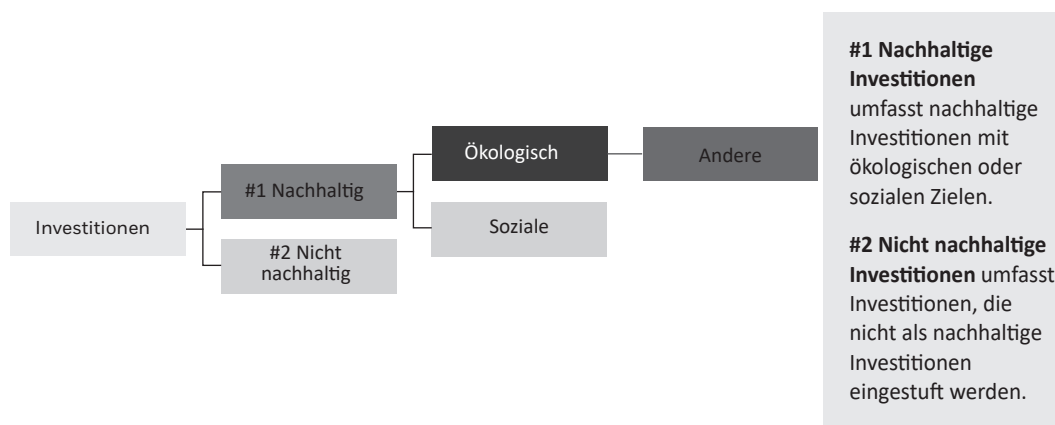 Investitionen
#1 Nachhaltig
#2 Nicht
nachhaltig
Ökologisch
Soziale
Andere
#1 Nachhaltige
Investitionen
umfasst nachhaltige
Investitionen mit
ökologischen oder
sozialen Zielen.
#2 Nicht nachhaltige
Investitionen umfasst
Investitionen, die
nicht als nachhaltige
Investitionen
eingestuft werden.